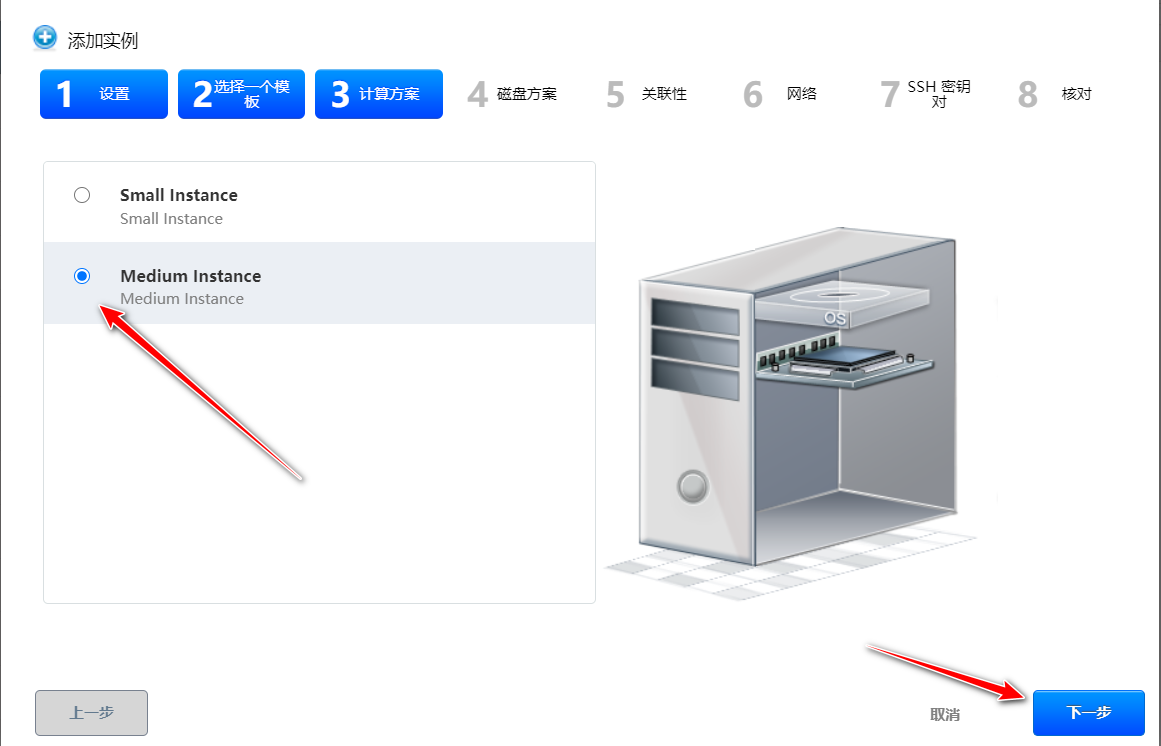 添加实例
1 设置
2 选择一个模
板
3 计算方案
4 磁盘方案
5 关联性
6 网络
7 SSH 密钥
对
8 核对
Small Instance
Small Instance
Medium Instance
Medium Instance
OS
上一步
取消
下一步